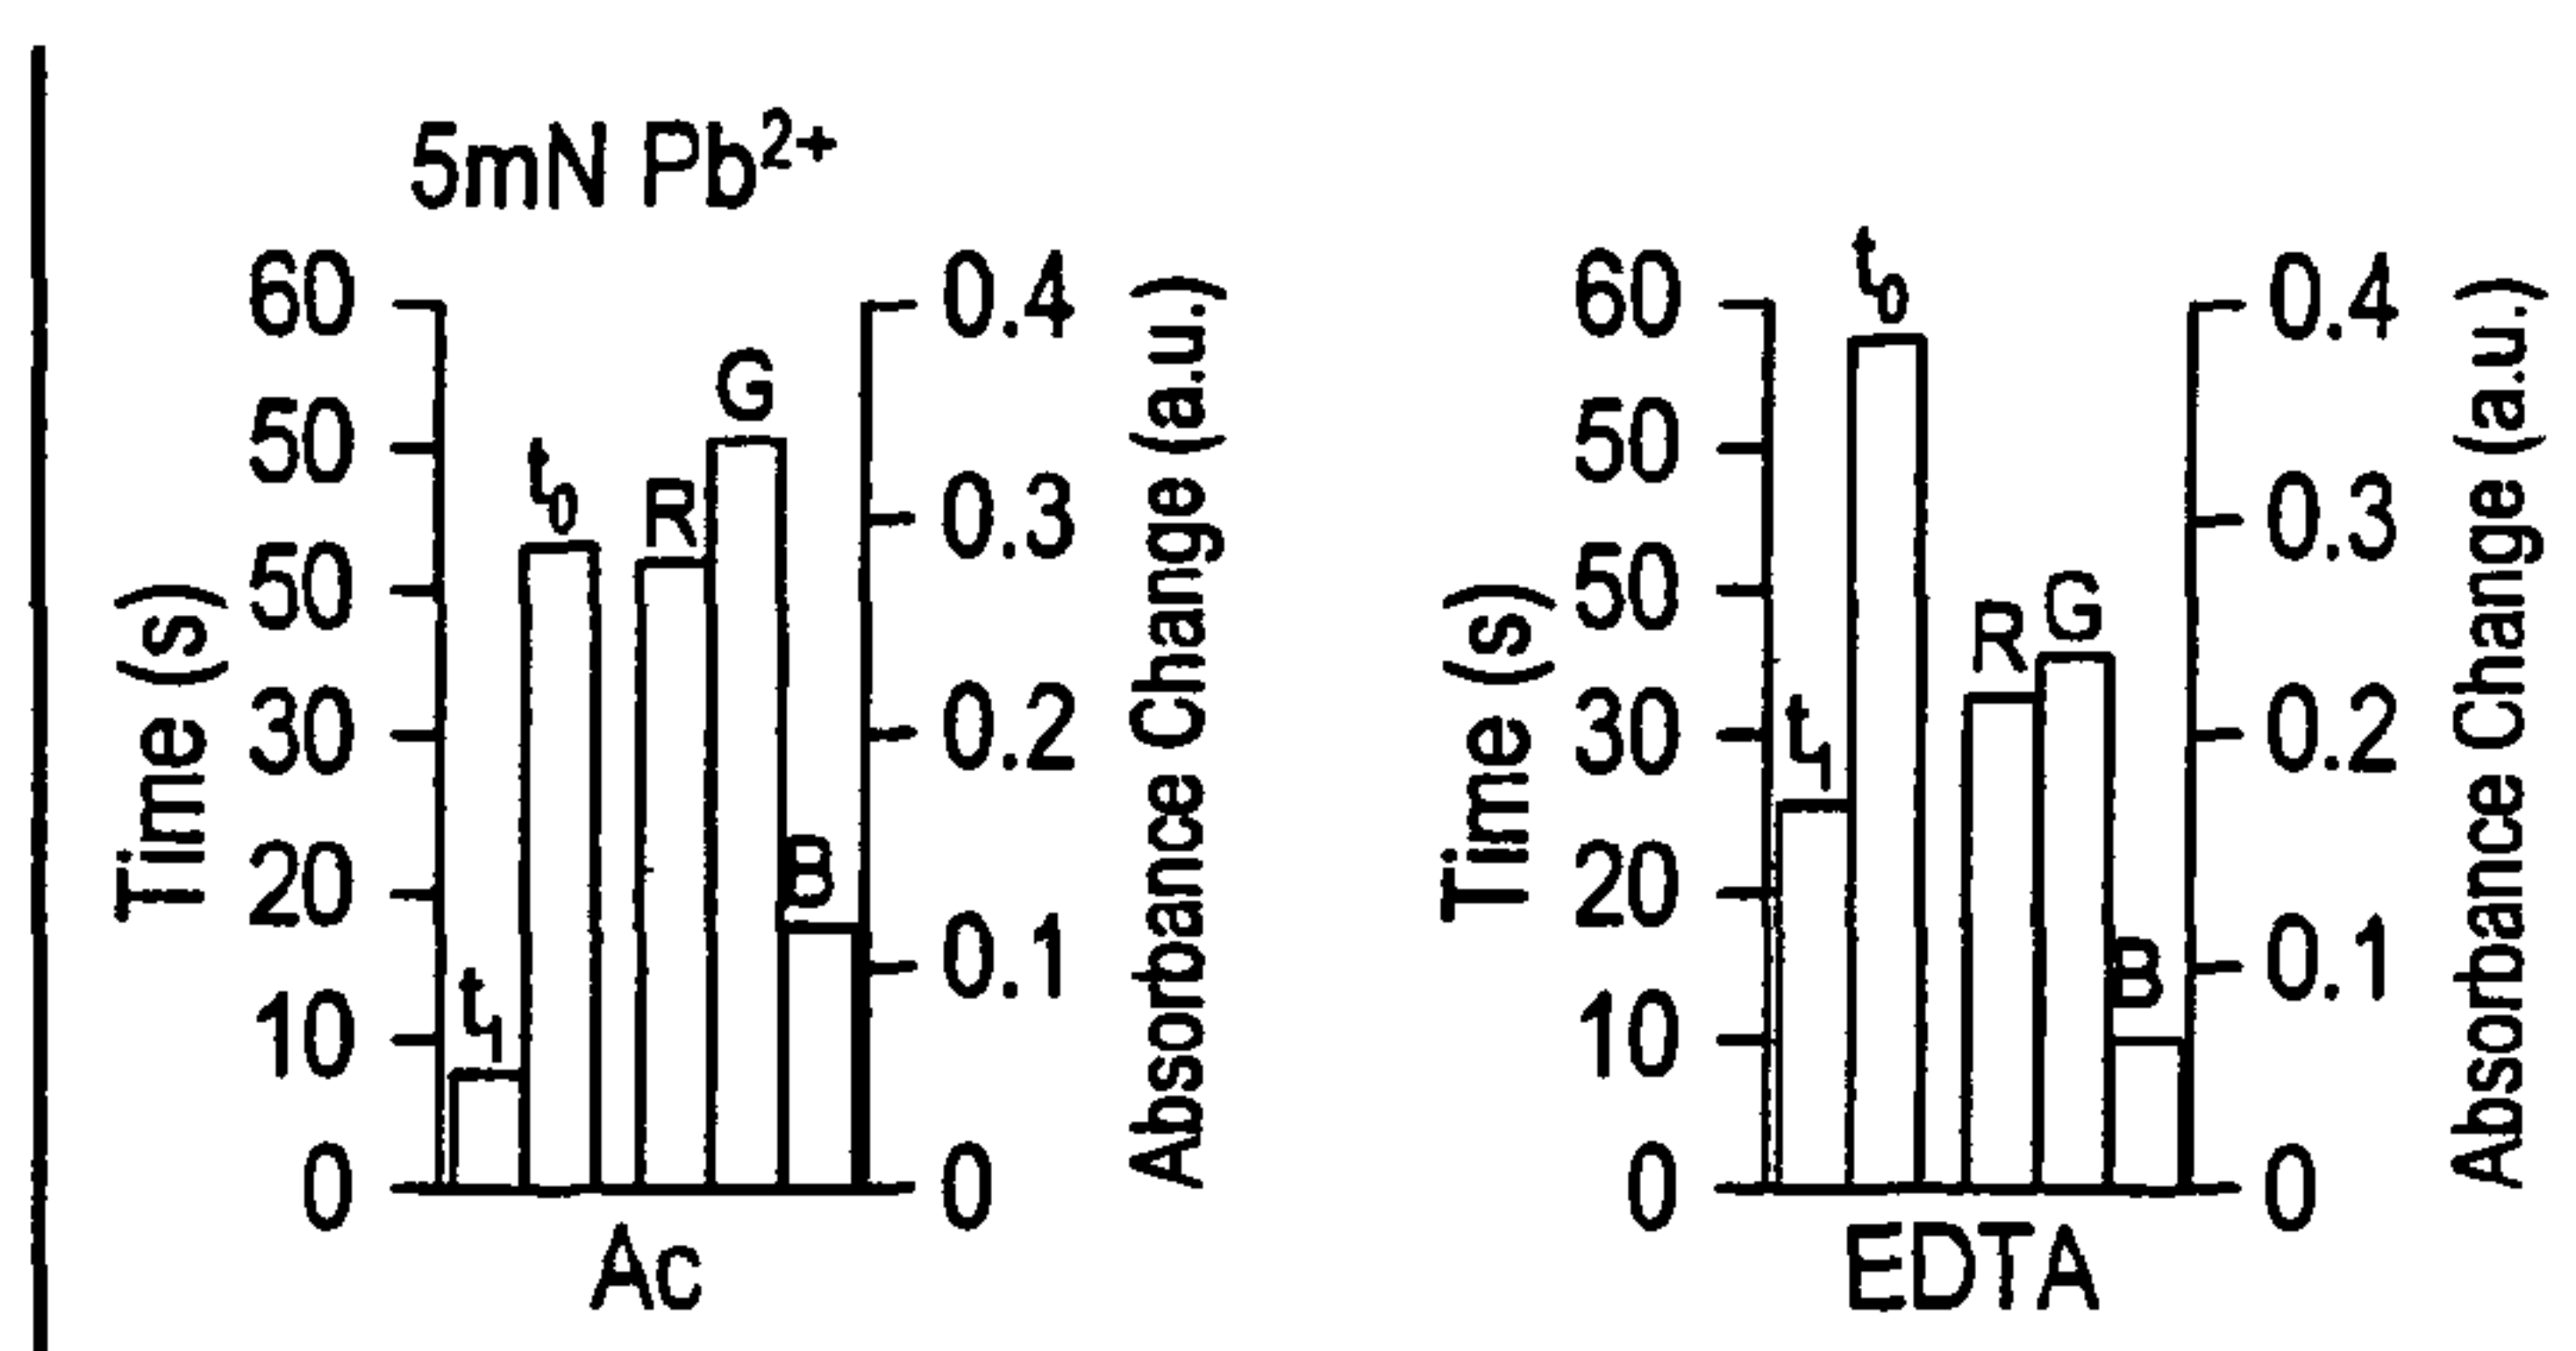 5mN Pb²⁺
Time (s)
60
50
50
30
20
10
0
t₁
t₀
R
G
B
0.4
0.3
0.2
0.1
0
Absorbance Change (a.u.)
Ac
Time (s)
60
50
50
30
20
10
0
t₁
t₀
R
G
B
0.4
0.3
0.2
0.1
0
Absorbance Change (a.u.)
EDTA